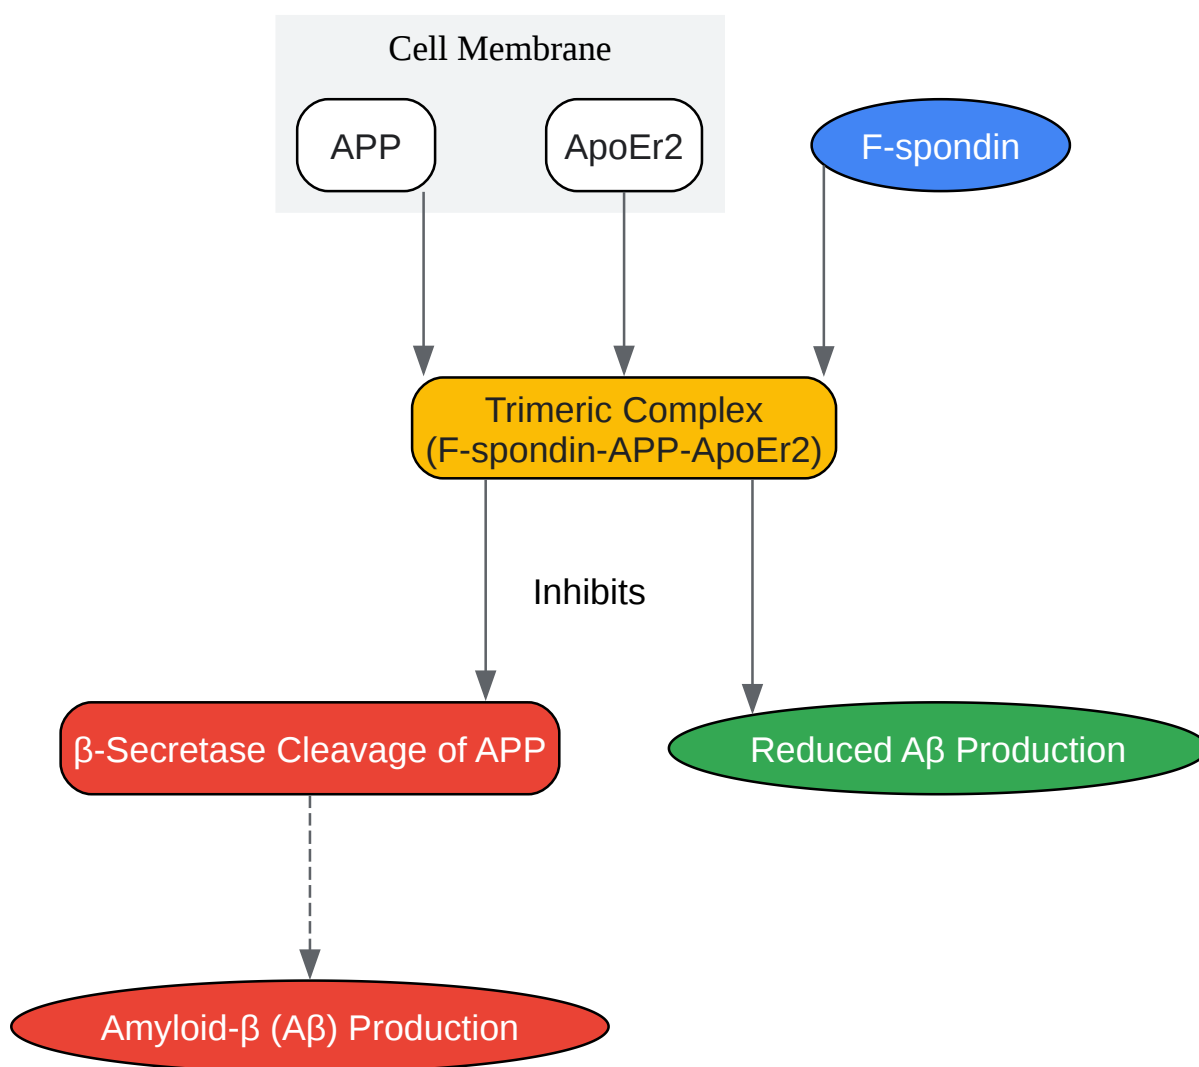 Cell Membrane
APP
ApoEr2
F-spondin
Trimeric Complex
(F-spondin-APP-ApoEr2)
Inhibits
β-Secretase Cleavage of APP
Reduced Aβ Production
Amyloid-β (Aβ) Production